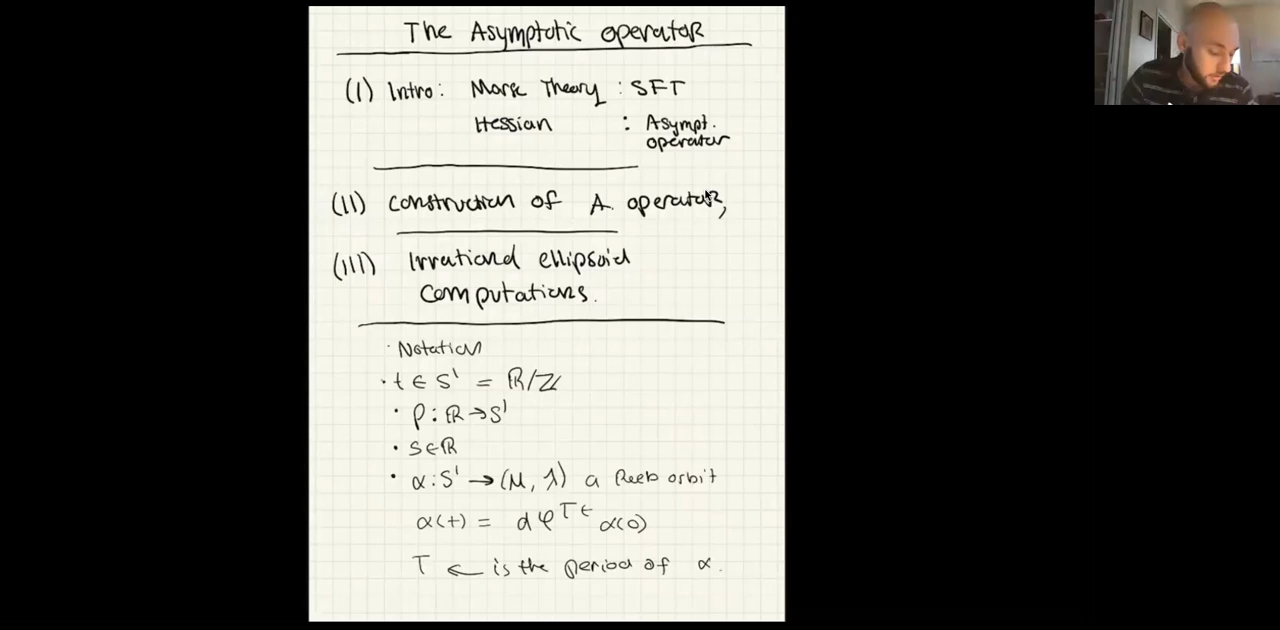 The Asymptotic operator
(I) Intro: Morse Theory : SFT
Hessian : Asympt. operator
(II) construction of A. operator,
(III) Irrational ellipsoid
computations.
· Notation
· t ∈ S¹ = ℝ/ℤ
· ρ : ℝ → S¹
· s ∈ ℝ
· α : S¹ → (M, λ) a Reeb orbit
α(t) = dφ^{Tt} α(0)
T ← is the period of α.